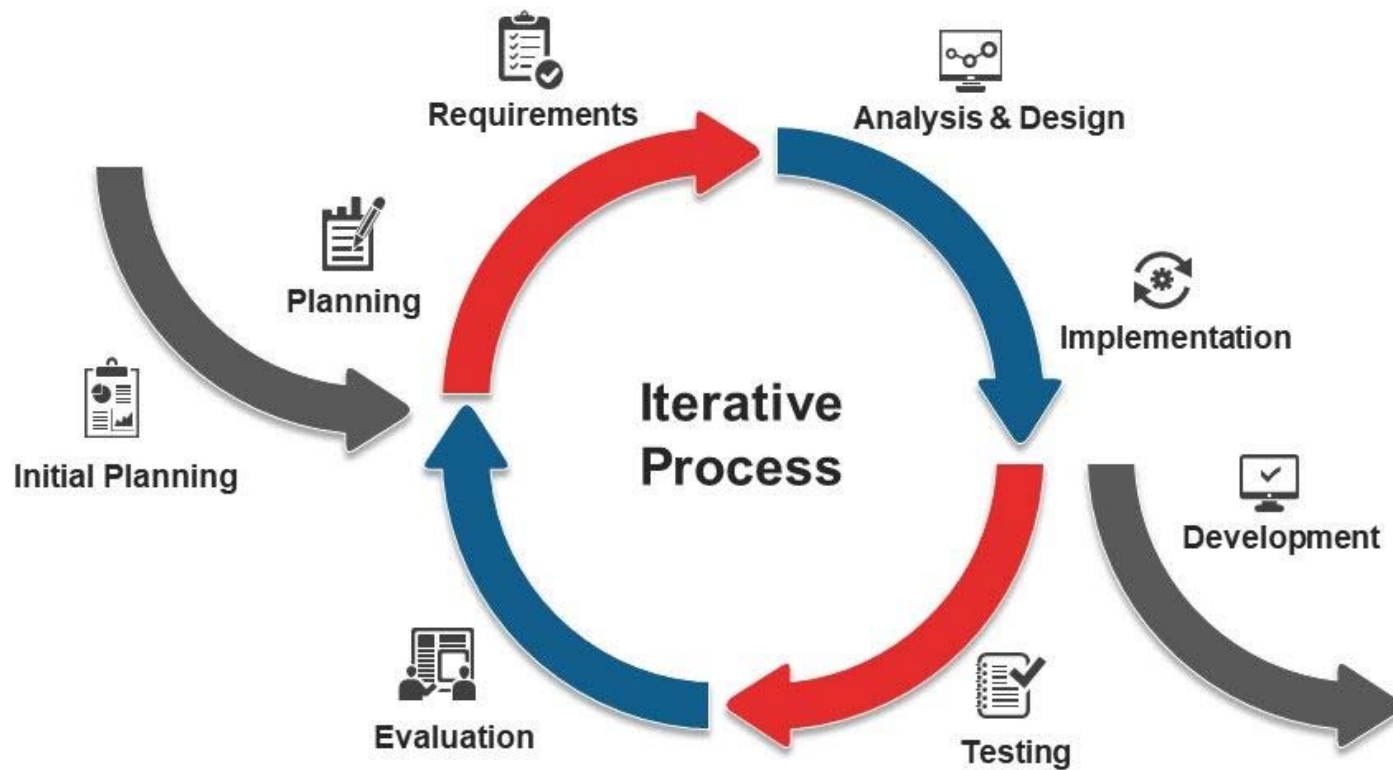 Requirements
Analysis & Design
Planning
Implementation
Iterative
Process
Initial Planning
Development
Evaluation
Testing